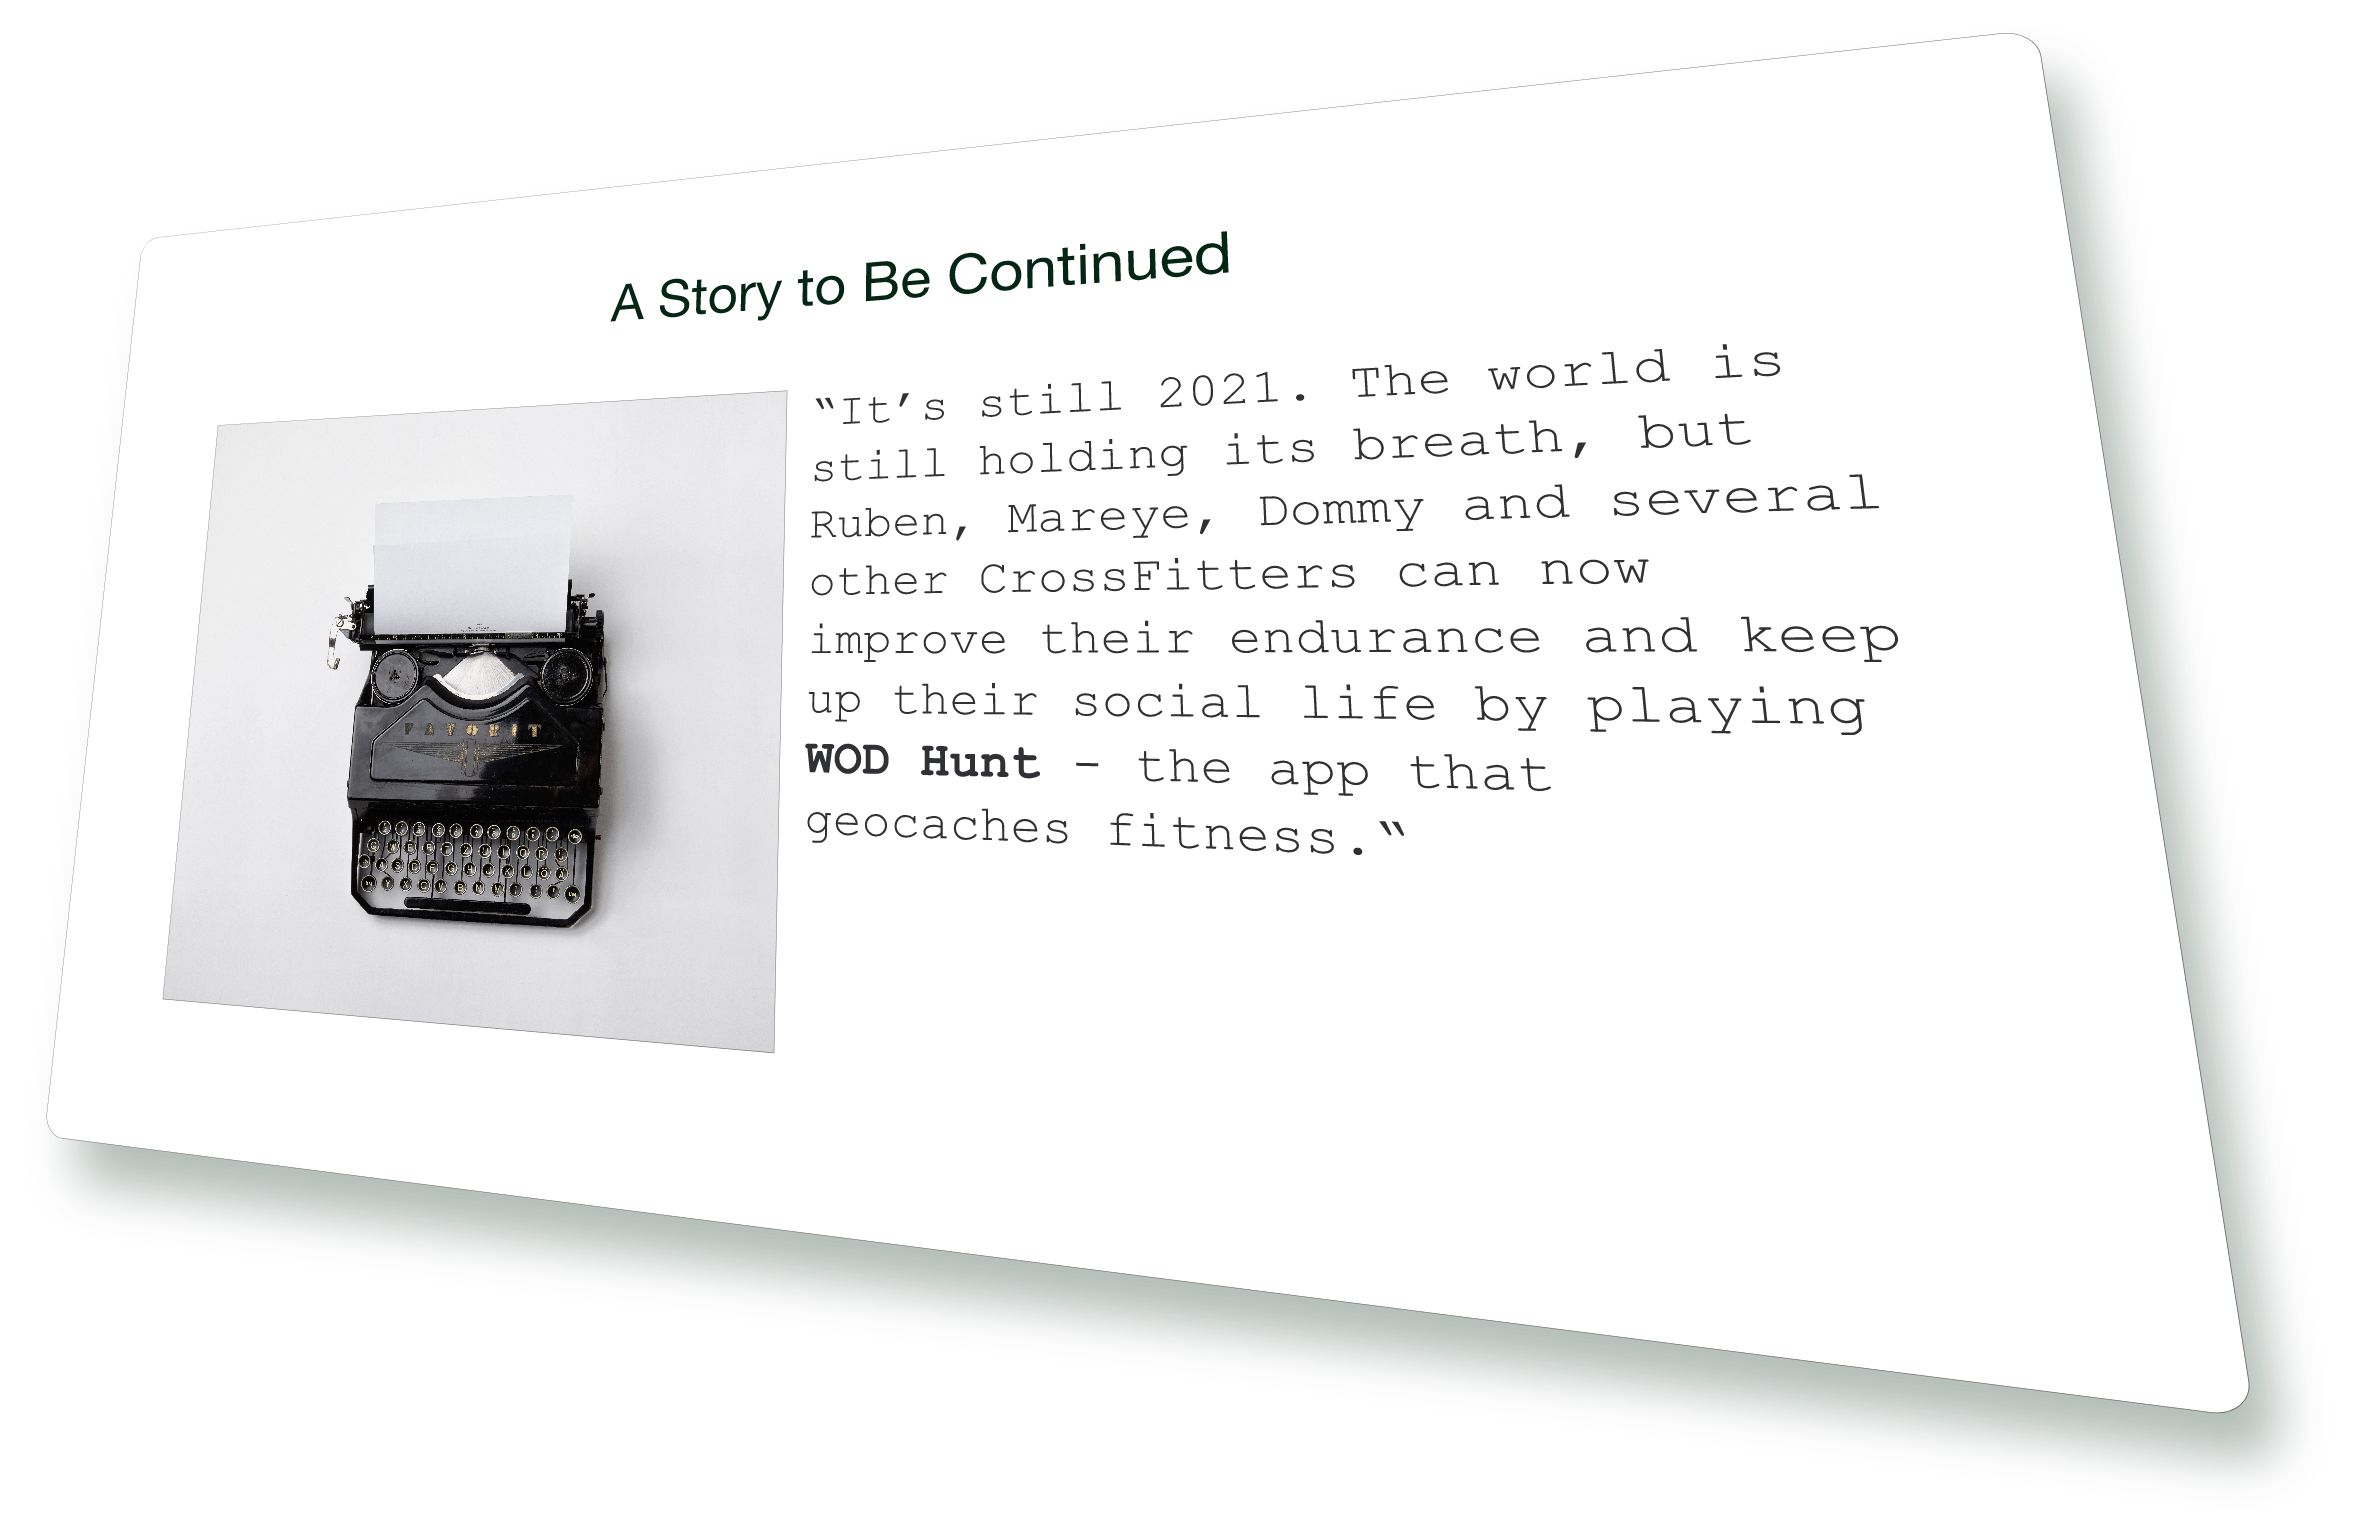 A Story to Be Continued
“It’s still 2021. The world is
still holding its breath, but
Ruben, Mareye, Dommy and several
other CrossFitters can now
improve their endurance and keep
up their social life by playing
WOD Hunt - the app that
geocaches fitness.‟
FAVORIT